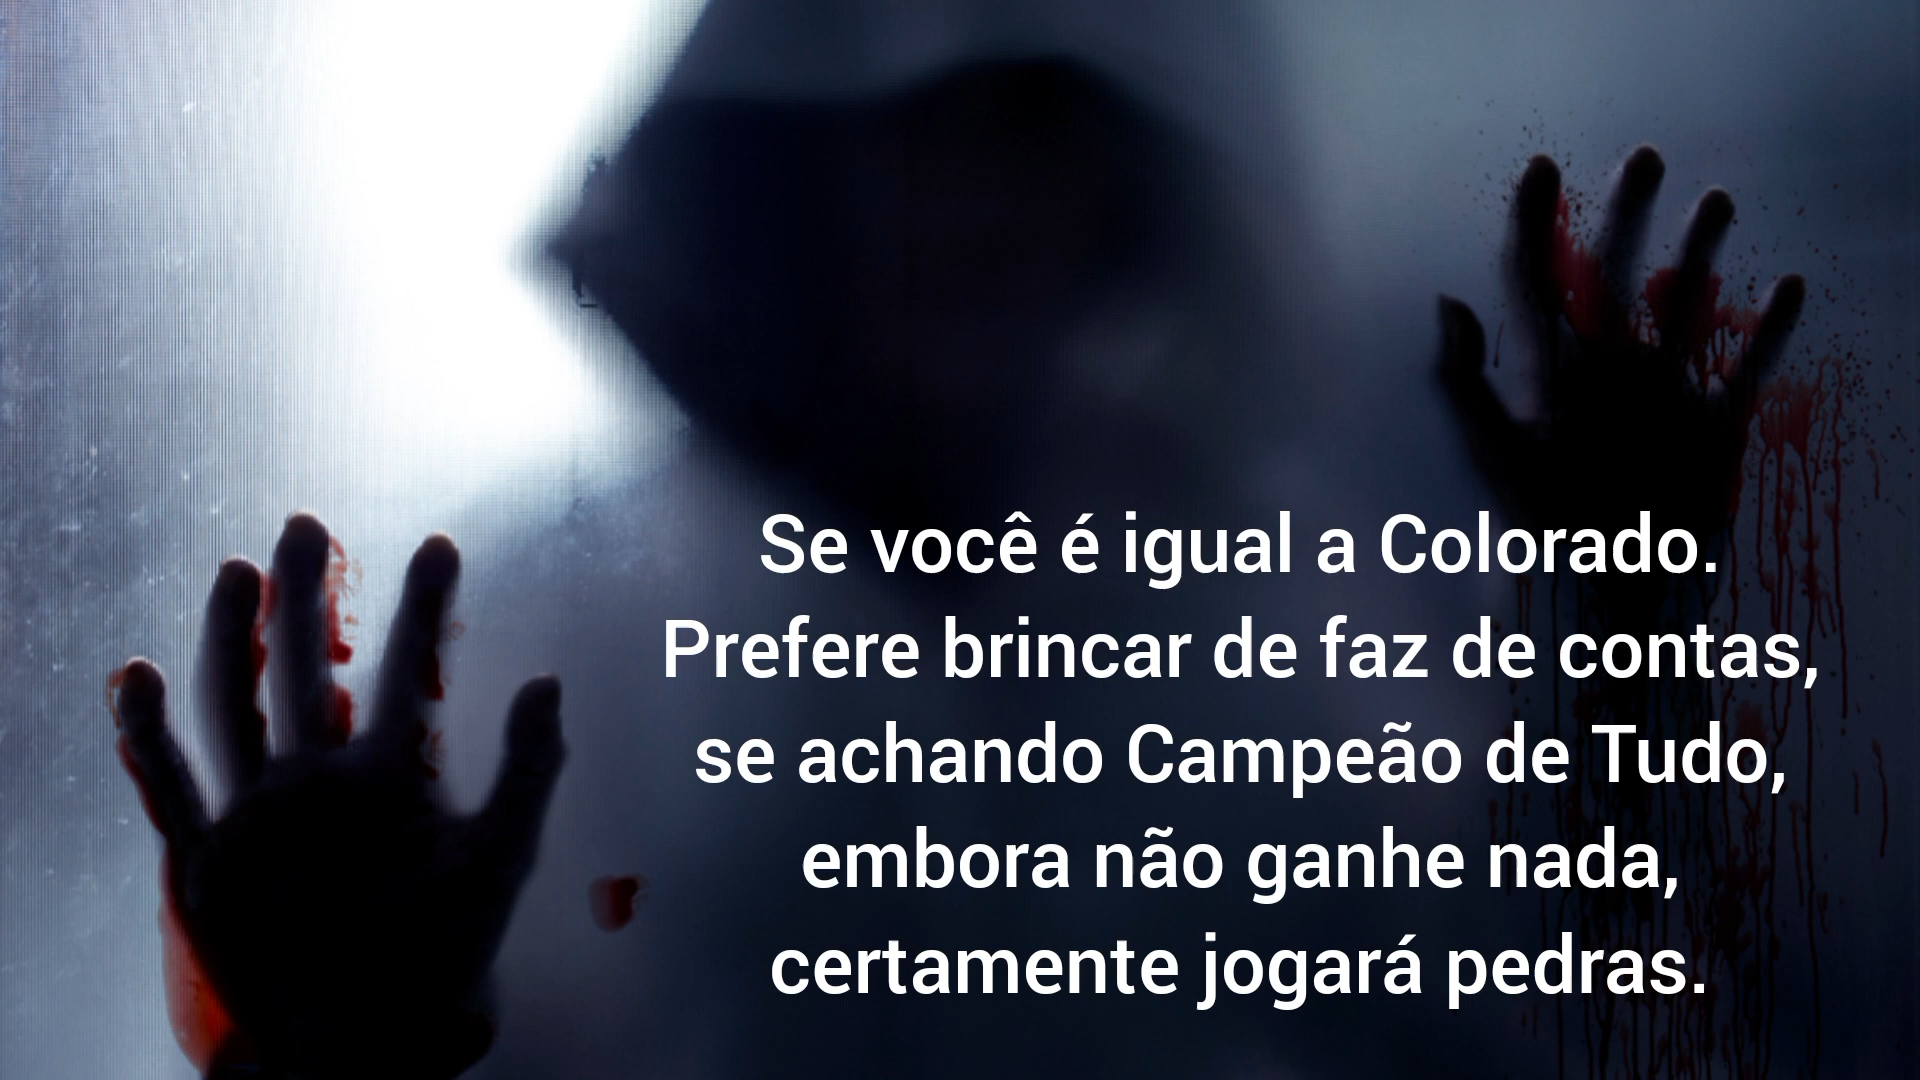 Se você é igual a Colorado.
Prefere brincar de faz de contas,
se achando Campeão de Tudo,
embora não ganhe nada,
certamente jogará pedras.